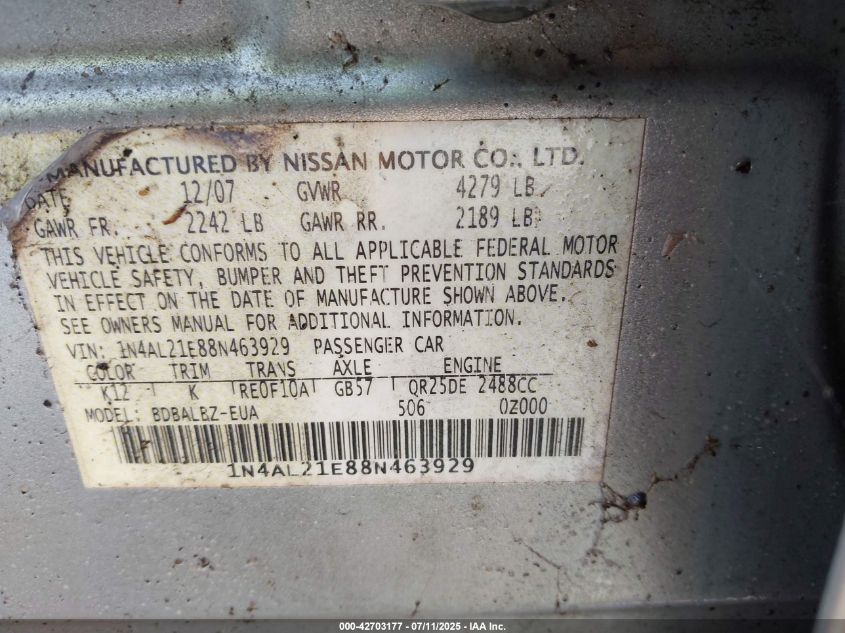 MANUFACTURED BY NISSAN MOTOR CO., LTD.
DATE 12/07 GVWR 4279 LB
GAWR FR. 2242 LB GAWR RR. 2189 LB
THIS VEHICLE CONFORMS TO ALL APPLICABLE FEDERAL MOTOR
VEHICLE SAFETY, BUMPER AND THEFT PREVENTION STANDARDS
IN EFFECT ON THE DATE OF MANUFACTURE SHOWN ABOVE.
SEE OWNERS MANUAL FOR ADDITIONAL INFORMATION.
VIN: 1N4AL21E88N463929 PASSENGER CAR
COLOR TRIM TRANS AXLE ENGINE
K12 K RE0F10A GB57 QR25DE 2488CC
MODEL: BDBALBZ-EUA 506 0Z000
1N4AL21E88N463929
000-42703177 - 07/11/2025 - IAA Inc.